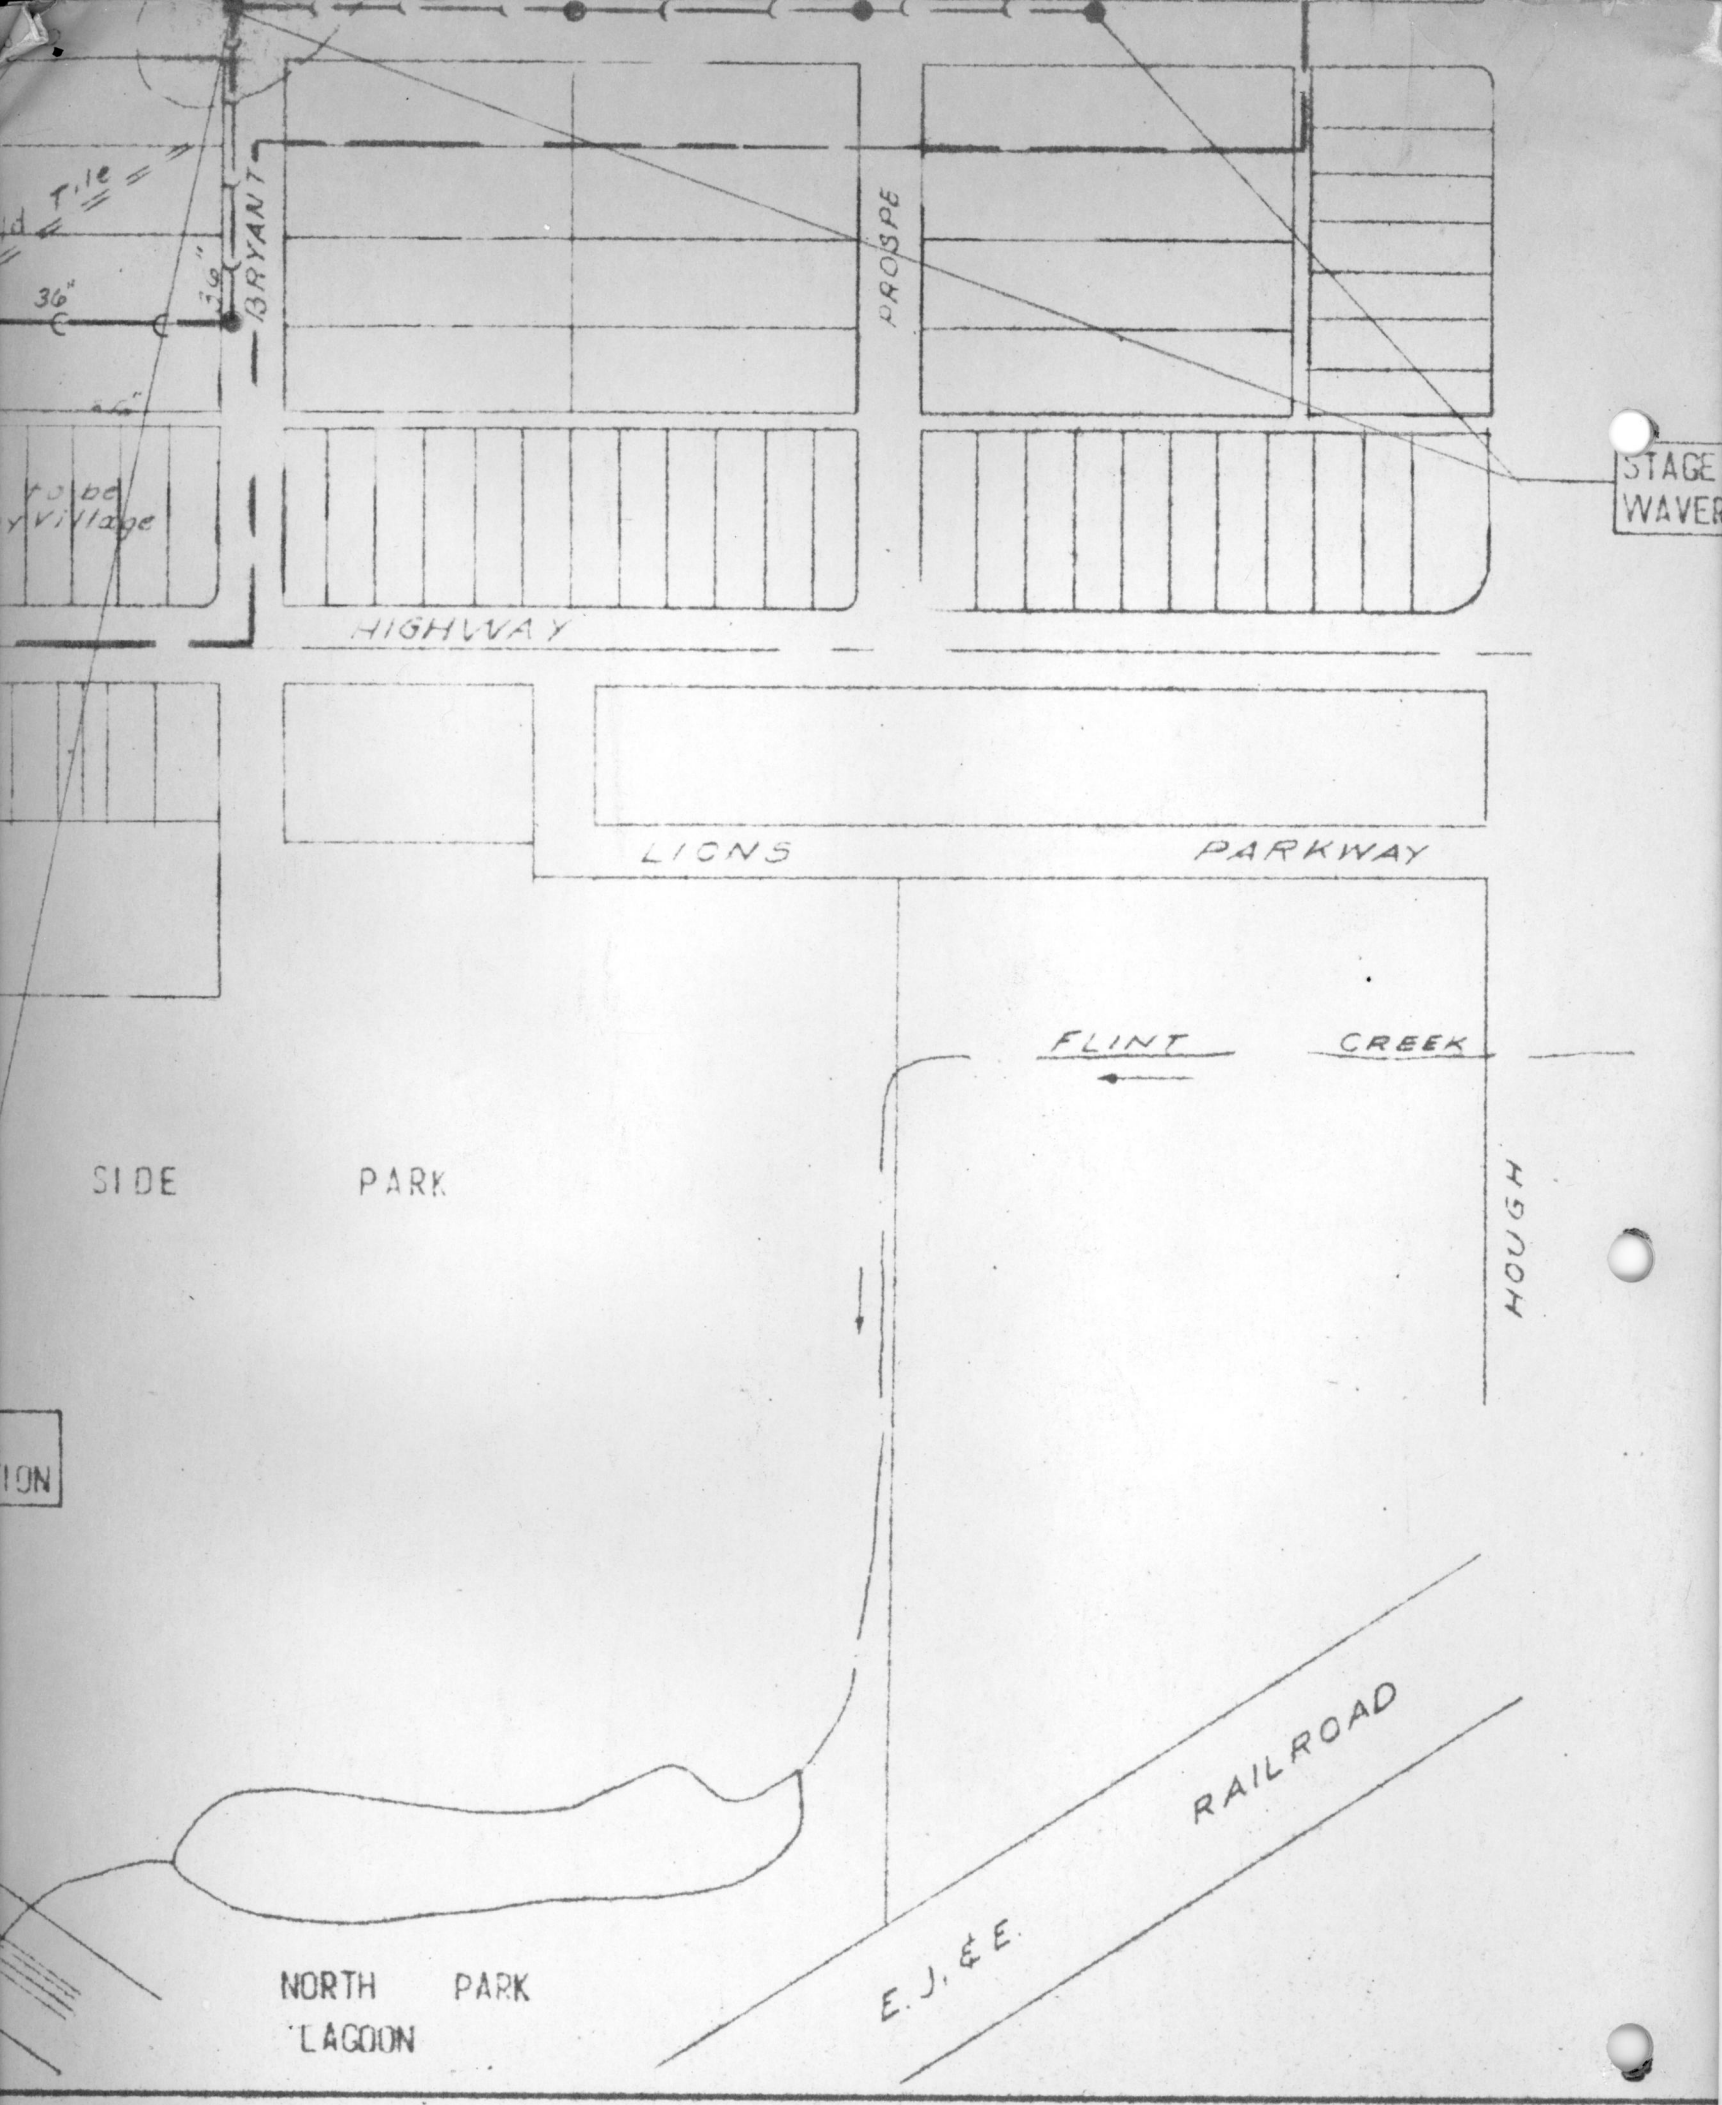 Tile
BRYANT
36"
36"
PROSPE
STAGE
WAVER
to be
y Village
HIGHWAY
LIONS PARKWAY
FLINT CREEK
SIDE PARK
HOUGH
ION
RAILROAD
E. J. & E.
NORTH PARK
LAGOON